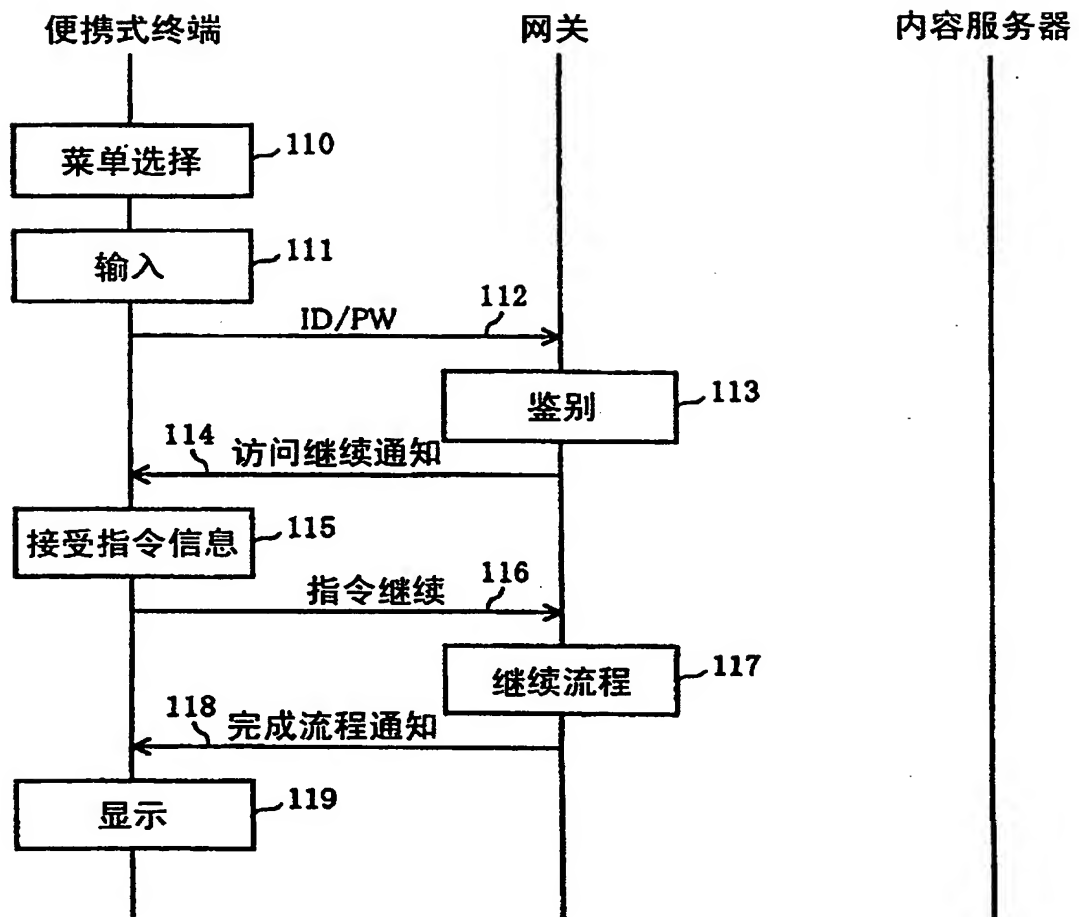 便携式终端
网关
内容服务器
菜单选择
110
输入
111
ID/PW
112
鉴别
113
114
访问继续通知
接受指令信息
115
指令继续
116
继续流程
117
118
完成流程通知
显示
119